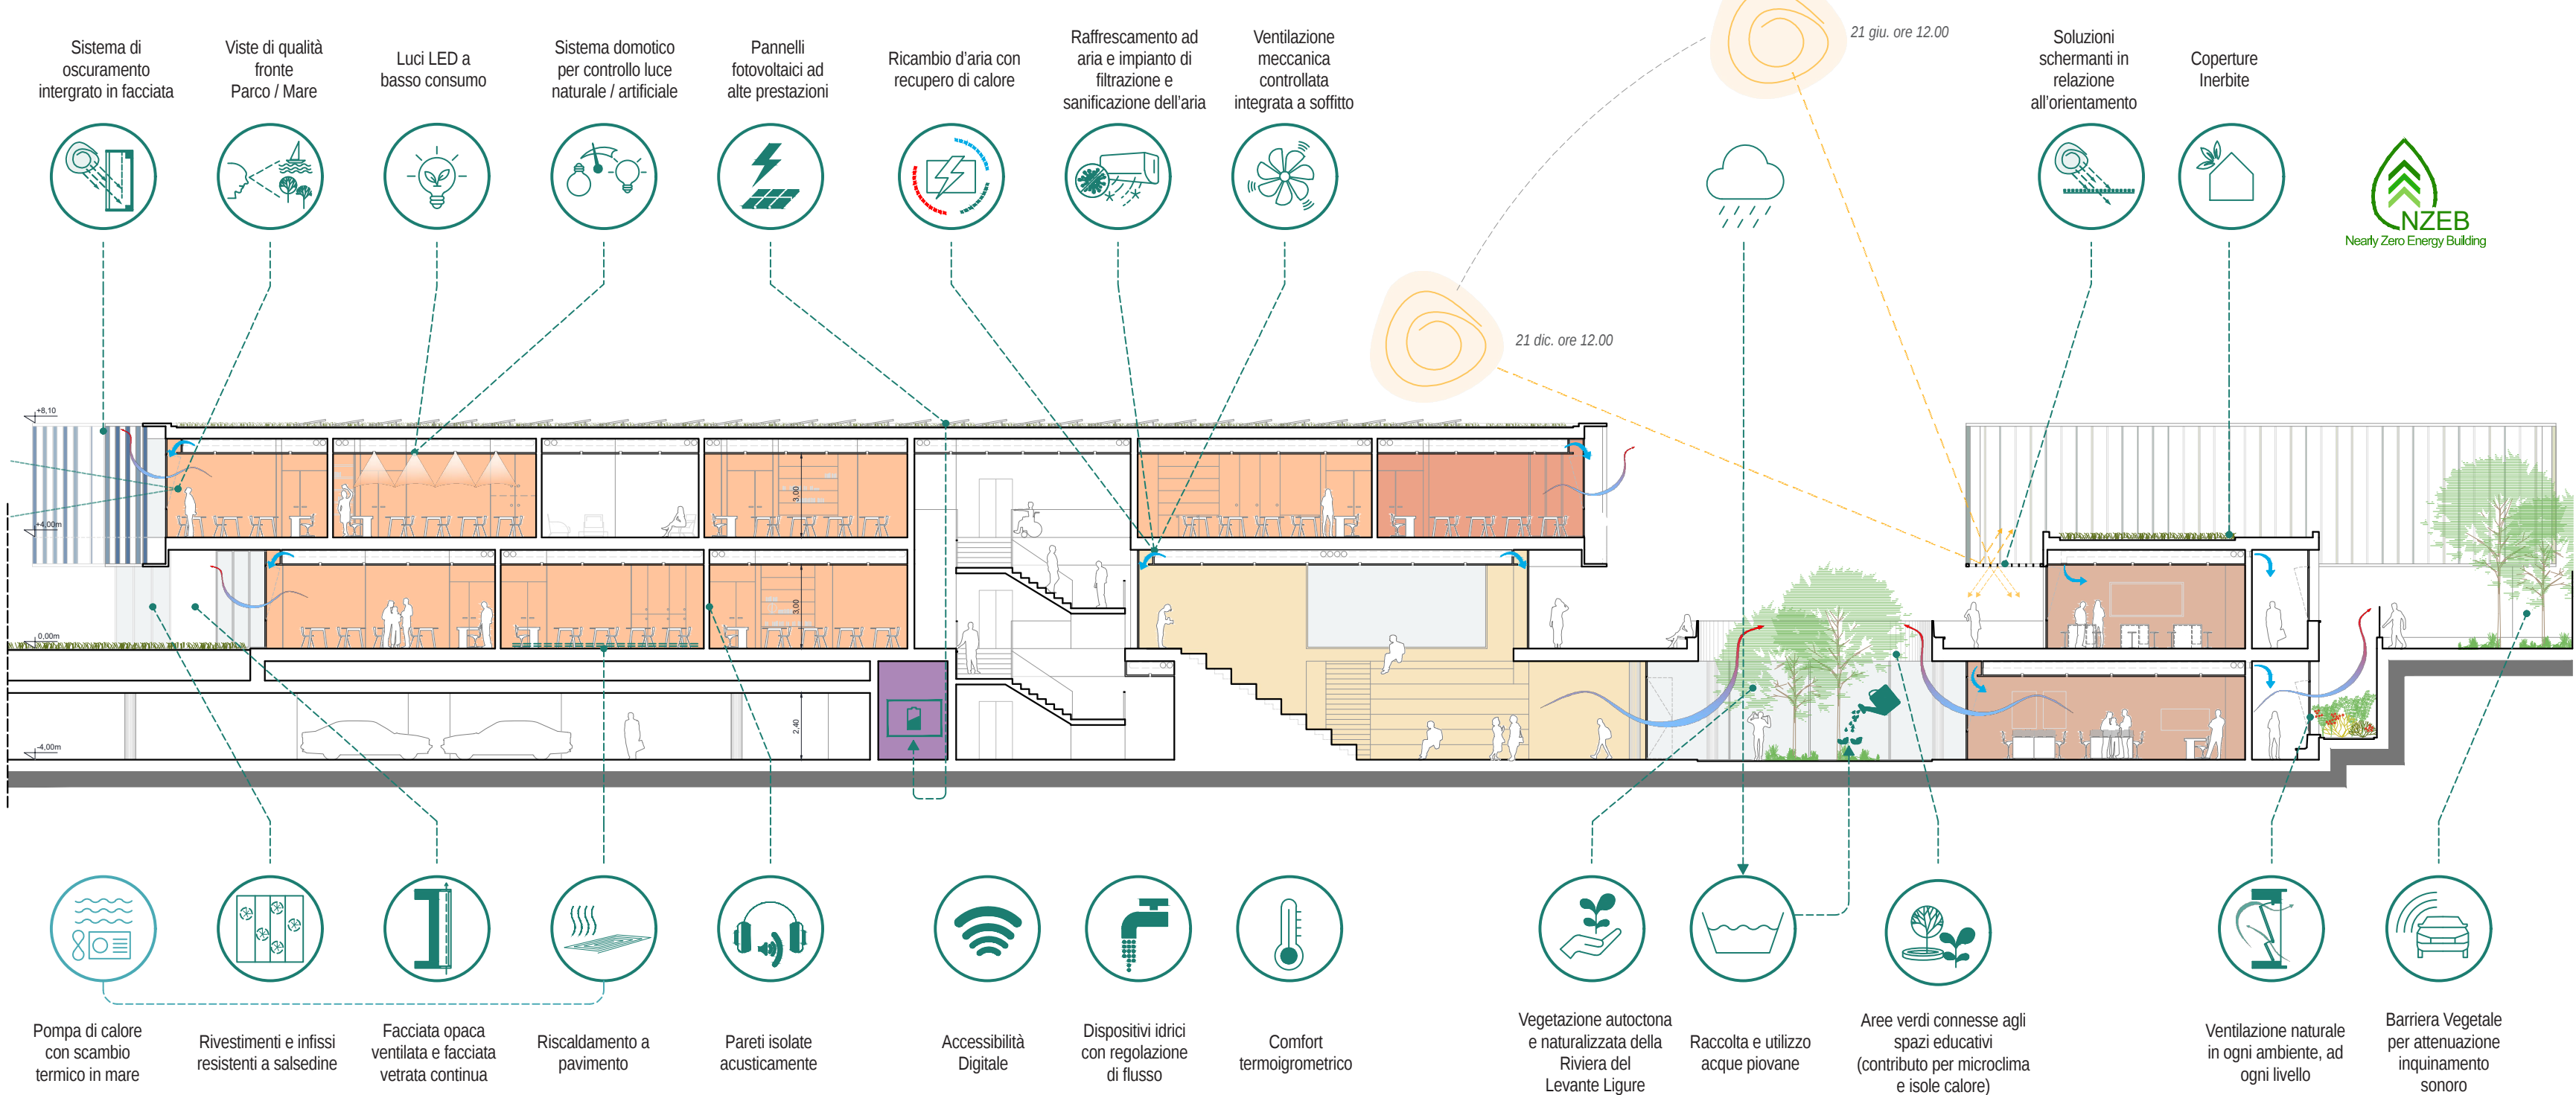 Sistema di
oscuramento
intergrato in facciata
Viste di qualità
fronte
Parco / Mare
Luci LED a
basso consumo
Sistema domotico
per controllo luce
naturale / artificiale
Pannelli
fotovoltaici ad
alte prestazioni
Ricambio d'aria con
recupero di calore
Raffrescamento ad
aria e impianto di
filtrazione e
sanificazione dell'aria
Ventilazione
meccanica
controllata
integrata a soffitto
21 giu. ore 12.00
Soluzioni
schermanti in
relazione
all'orientamento
Coperture
Inerbite
NZEB
Nearly Zero Energy Building
21 dic. ore 12.00
+8,10
+4,00m
0,00m
-4,00m
3,00
3,00
2,40
Pompa di calore
con scambio
termico in mare
Rivestimenti e infissi
resistenti a salsedine
Facciata opaca
ventilata e facciata
vetrata continua
Riscaldamento a
pavimento
Pareti isolate
acusticamente
Accessibilità
Digitale
Dispositivi idrici
con regolazione
di flusso
Comfort
termoigrometrico
Vegetazione autoctona
e naturalizzata della
Riviera del
Levante Ligure
Raccolta e utilizzo
acque piovane
Aree verdi connesse agli
spazi educativi
(contributo per microclima
e isole calore)
Ventilazione naturale
in ogni ambiente, ad
ogni livello
Barriera Vegetale
per attenuazione
inquinamento
sonoro